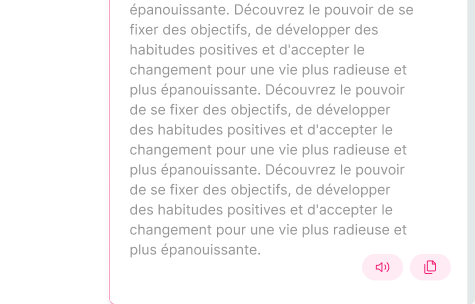 épanouissante. Découvrez le pouvoir de se
fixer des objectifs, de développer des
habitudes positives et d'accepter le
changement pour une vie plus radieuse et
plus épanouissante. Découvrez le pouvoir
de se fixer des objectifs, de développer
des habitudes positives et d'accepter le
changement pour une vie plus radieuse et
plus épanouissante. Découvrez le pouvoir
de se fixer des objectifs, de développer
des habitudes positives et d'accepter le
changement pour une vie plus radieuse et
plus épanouissante.